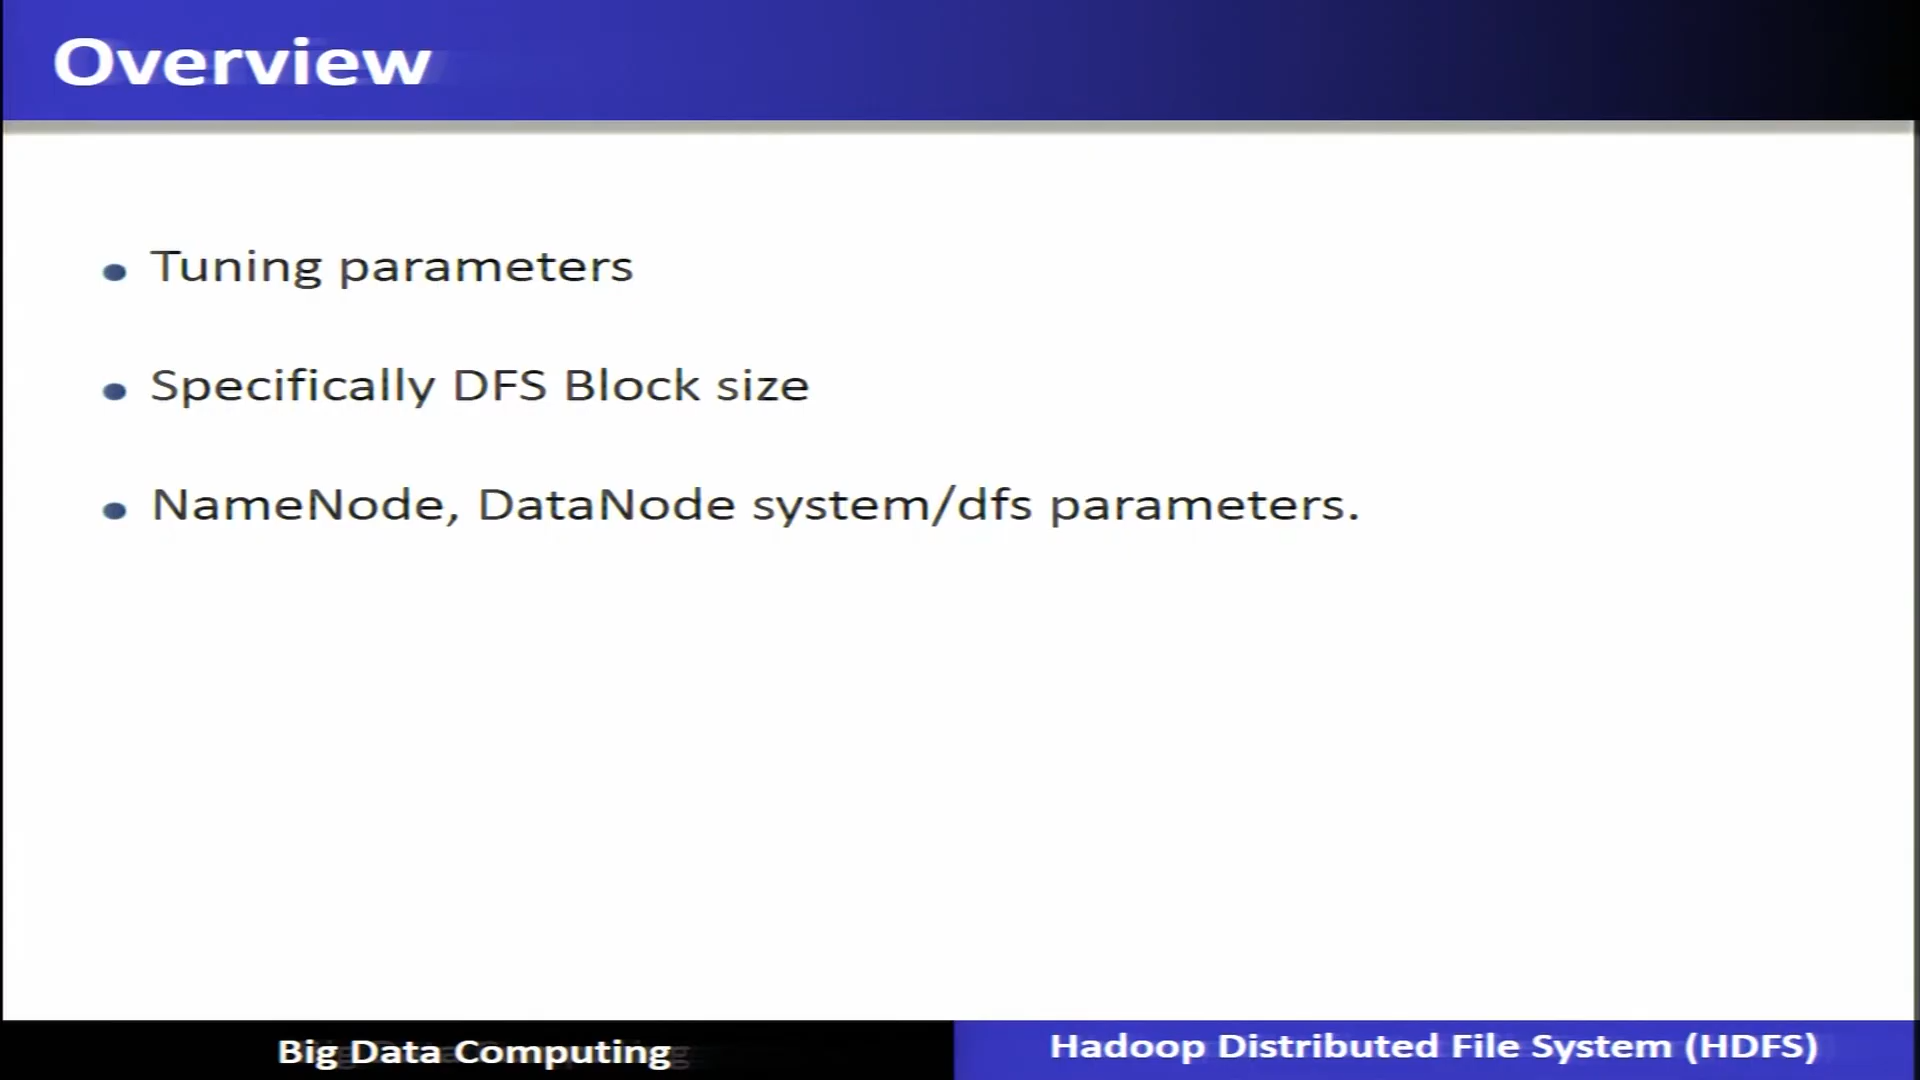 Overview
Tuning parameters
Specifically DFS Block size
NameNode, DataNode system/dfs parameters.
Big Data Computing
Hadoop Distributed File System (HDFS)